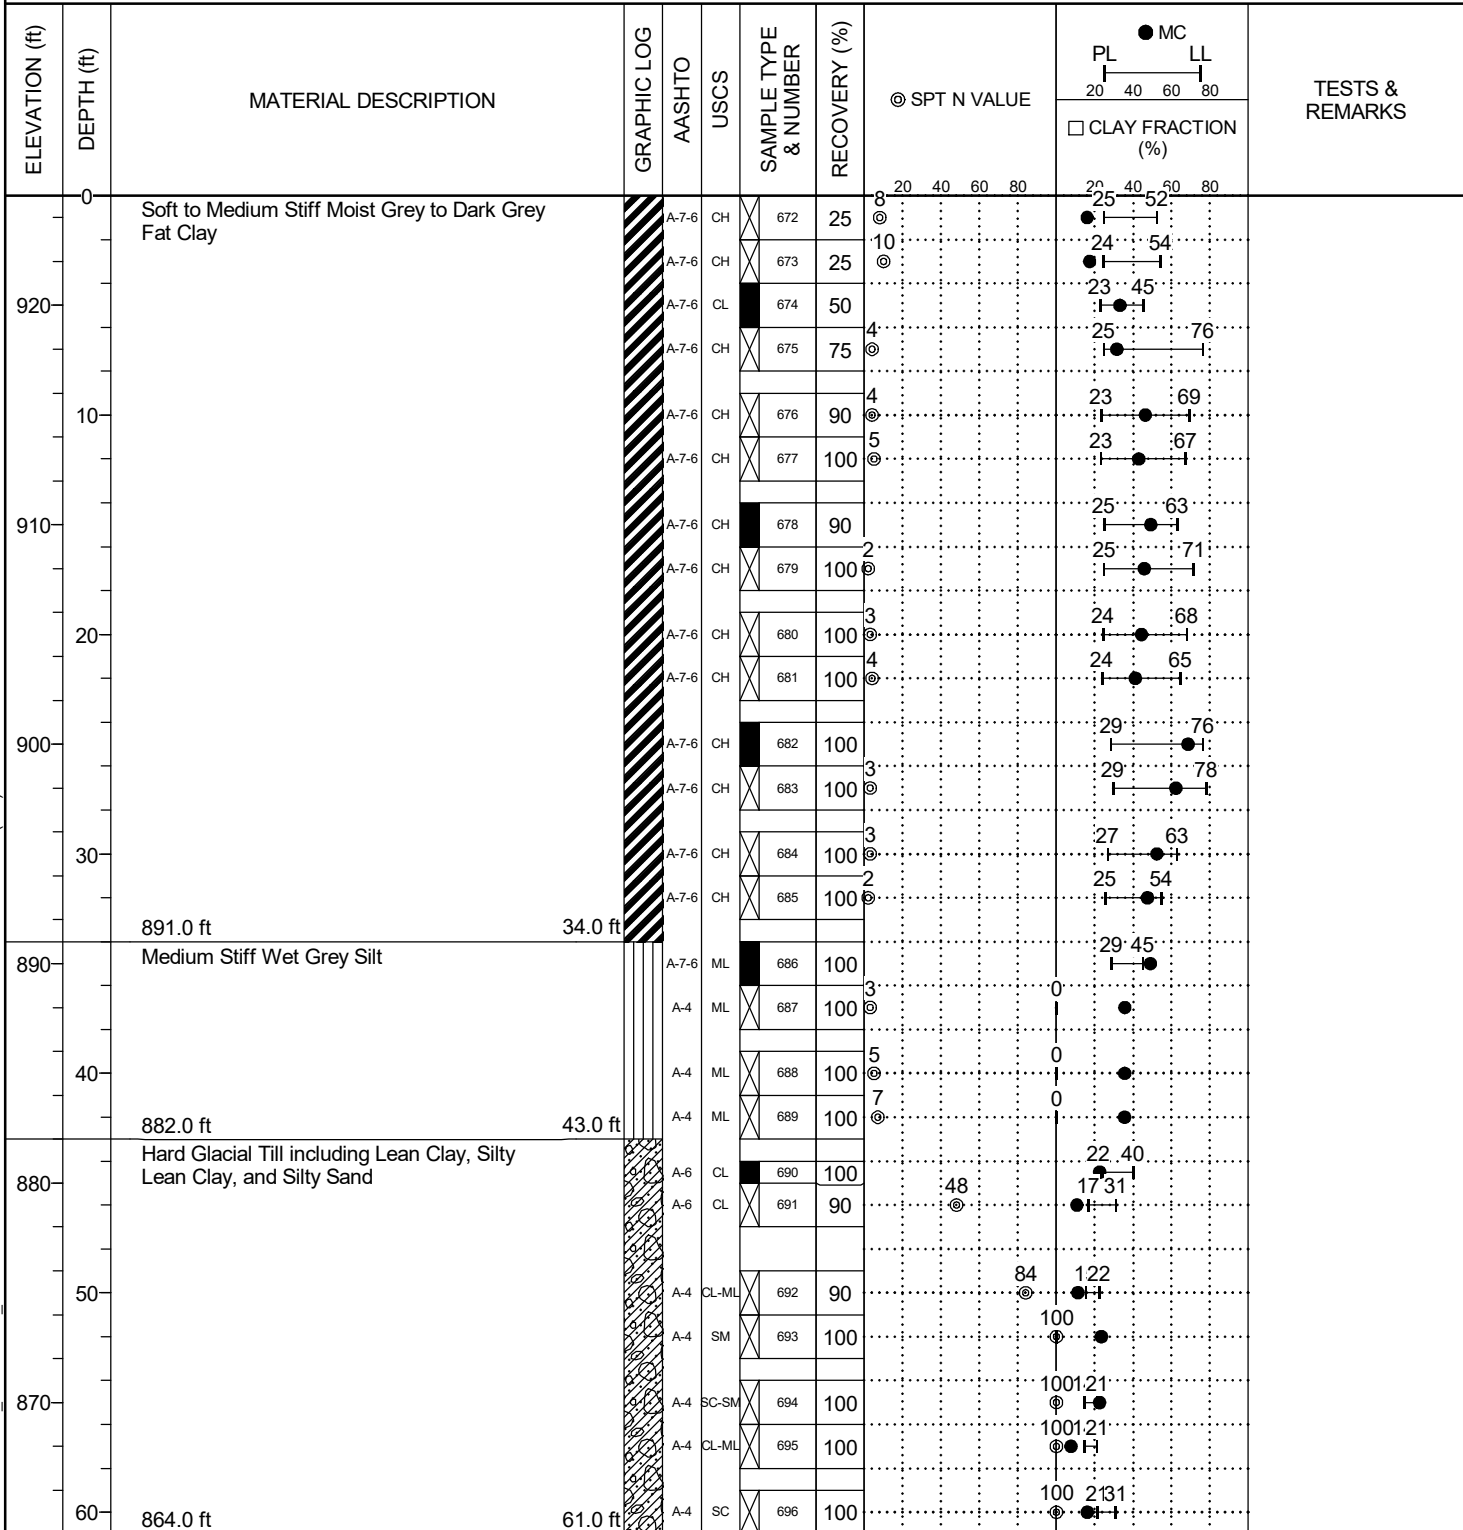 ELEVATION (ft)
DEPTH (ft)
MATERIAL DESCRIPTION
GRAPHIC LOG
AASHTO
USCS
SAMPLE TYPE
& NUMBER
RECOVERY (%)
SPT N VALUE
20 40 60 80
MC
PL LL
20 40 60 80
CLAY FRACTION
(%)
20 40 60 80
TESTS &
REMARKS
0
Soft to Medium Stiff Moist Grey to Dark Grey
Fat Clay
A-7-6 CH 672 25 8 25 52
A-7-6 CH 673 25 10 24 54
920 A-7-6 CL 674 50 23 45
A-7-6 CH 675 75 4 25 76
10 A-7-6 CH 676 90 4 23 69
A-7-6 CH 677 100 5 23 67
910 A-7-6 CH 678 90 25 63
A-7-6 CH 679 100 2 25 71
20 A-7-6 CH 680 100 3 24 68
A-7-6 CH 681 100 4 24 65
900 A-7-6 CH 682 100 29 76
A-7-6 CH 683 100 3 29 78
30 A-7-6 CH 684 100 3 27 63
A-7-6 CH 685 100 2 25 54
891.0 ft 34.0 ft
Medium Stiff Wet Grey Silt
890 A-7-6 ML 686 100 29 45
A-4 ML 687 100 3 0
40 A-4 ML 688 100 5 0
A-4 ML 689 100 7 0
882.0 ft 43.0 ft
Hard Glacial Till including Lean Clay, Silty
Lean Clay, and Silty Sand
A-6 CL 690 100 22 40
880
A-6 CL 691 90 48 17 31
50 A-4 CL-ML 692 90 84 22
A-4 SM 693 100 100
870 A-4 SC-SM 694 100 100 21
A-4 CL-ML 695 100 100 21
60 A-4 SC 696 100 100 21 31
864.0 ft 61.0 ft